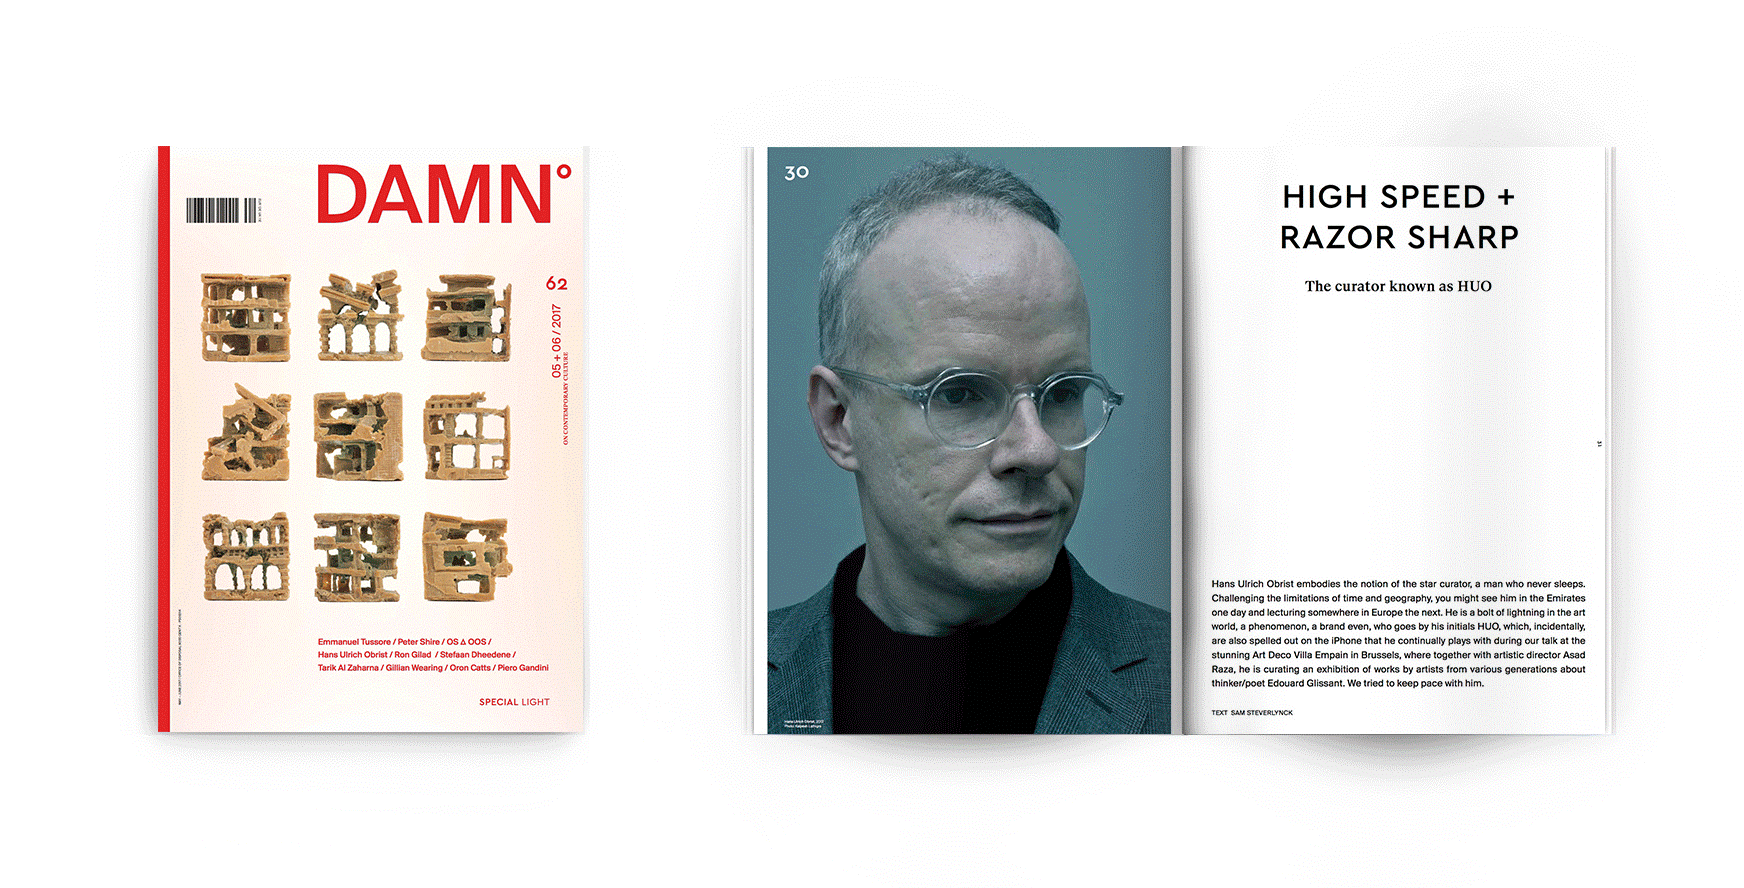 DAMN°
62
05 + 06 / 2017
ON CONTEMPORARY CULTURE
Emmanuel Tussore / Peter Shire / OS Δ OOS /
Hans Ulrich Obrist / Ron Gilad / Stefaan Dheedene /
Tarik Al Zaharna / Gillian Wearing / Oron Catts / Piero Gandini
SPECIAL LIGHT
30
HIGH SPEED +
RAZOR SHARP
The curator known as HUO
31
Hans Ulrich Obrist embodies the notion of the star curator, a man who never sleeps.
Challenging the limitations of time and geography, you might see him in the Emirates
one day and lecturing somewhere in Europe the next. He is a bolt of lightning in the art
world, a phenomenon, a brand even, who goes by his initials HUO, which, incidentally,
are also spelled out on the iPhone that he continually plays with during our talk at the
stunning Art Deco Villa Empain in Brussels, where together with artistic director Asad
Raza, he is curating an exhibition of works by artists from various generations about
thinker/poet Edouard Glissant. We tried to keep pace with him.
TEXT SAM STEVERLYNCK
Hans Ulrich Obrist, 2017